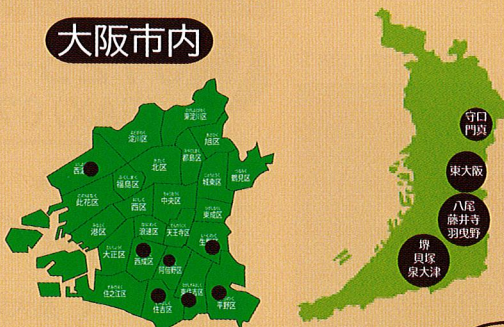 大阪市内
東淀川区
淀川区
旭区
北区
都島区
西淀
城東区
鶴見区
福島区
此花区
西区
中央区
東成区
港区
浪速区
天王寺区
生
大正区
西成区
阿倍野区
住之江区
住吉区
東住吉区
平野区
守口
門真
東大阪
八尾
藤井寺
羽曳野
堺
貝塚
泉大津